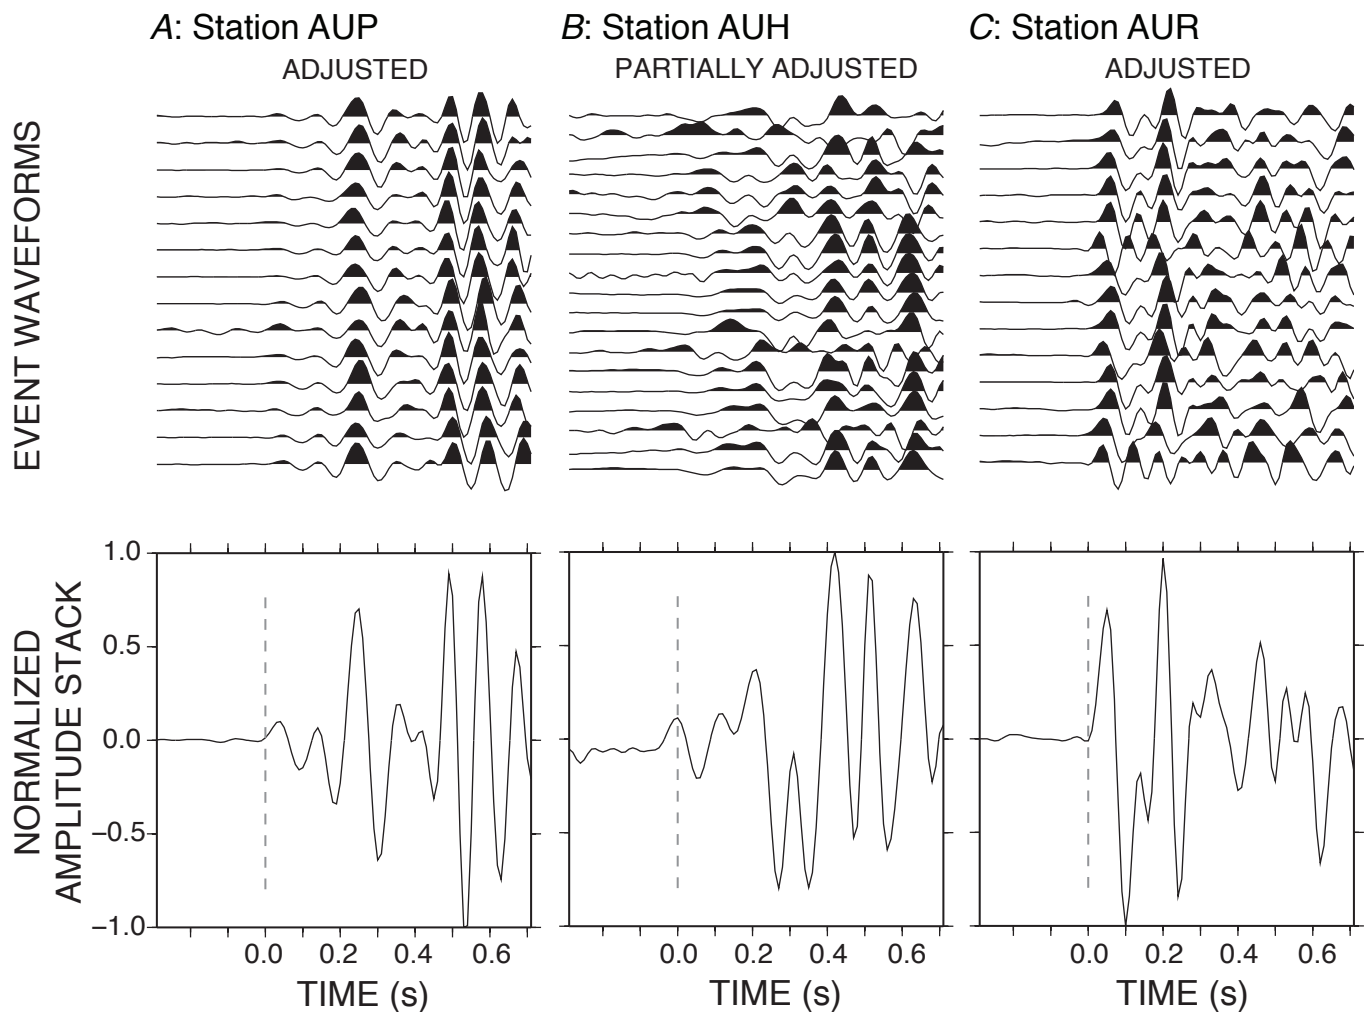 A: Station AUP
B: Station AUH
C: Station AUR
ADJUSTED
PARTIALLY ADJUSTED
ADJUSTED
EVENT WAVEFORMS
NORMALIZED
AMPLITUDE STACK
1.0
0.5
0.0
−0.5
−1.0
0.0 0.2 0.4 0.6
0.0 0.2 0.4 0.6
0.0 0.2 0.4 0.6
TIME (s)
TIME (s)
TIME (s)